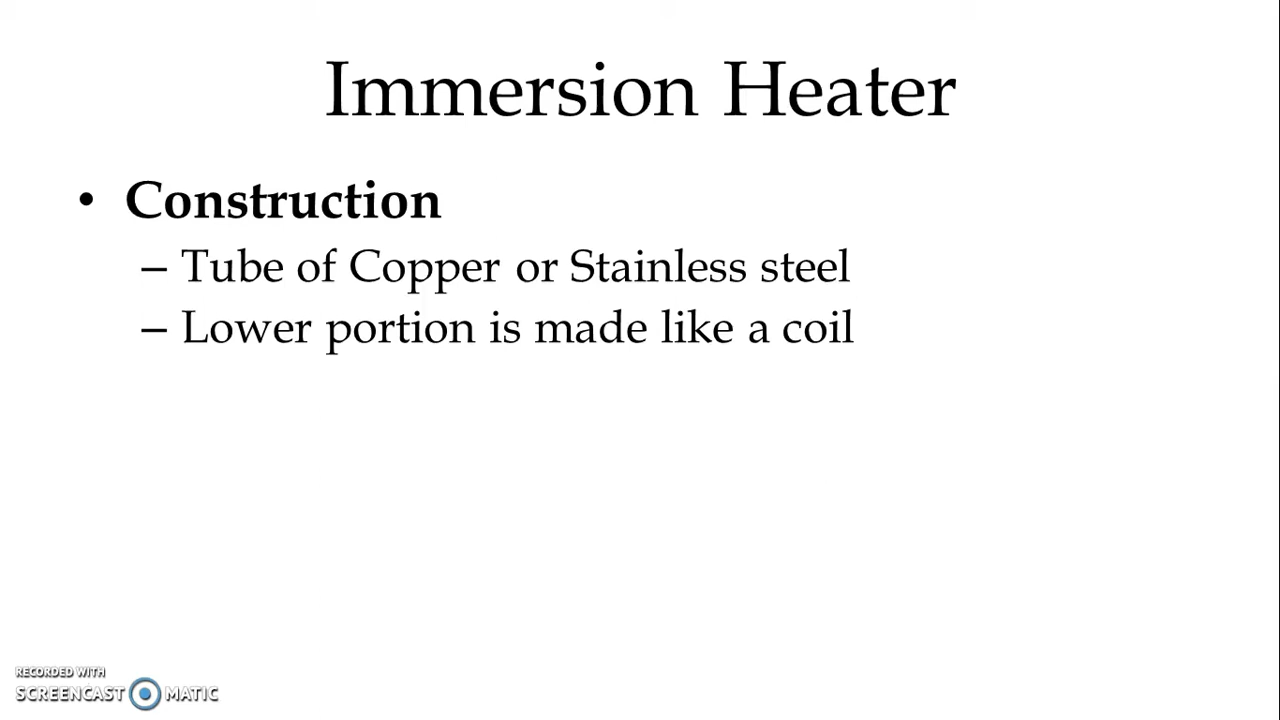 Immersion Heater
• Construction
– Tube of Copper or Stainless steel
– Lower portion is made like a coil
RECORDED WITH
SCREENCAST MATIC